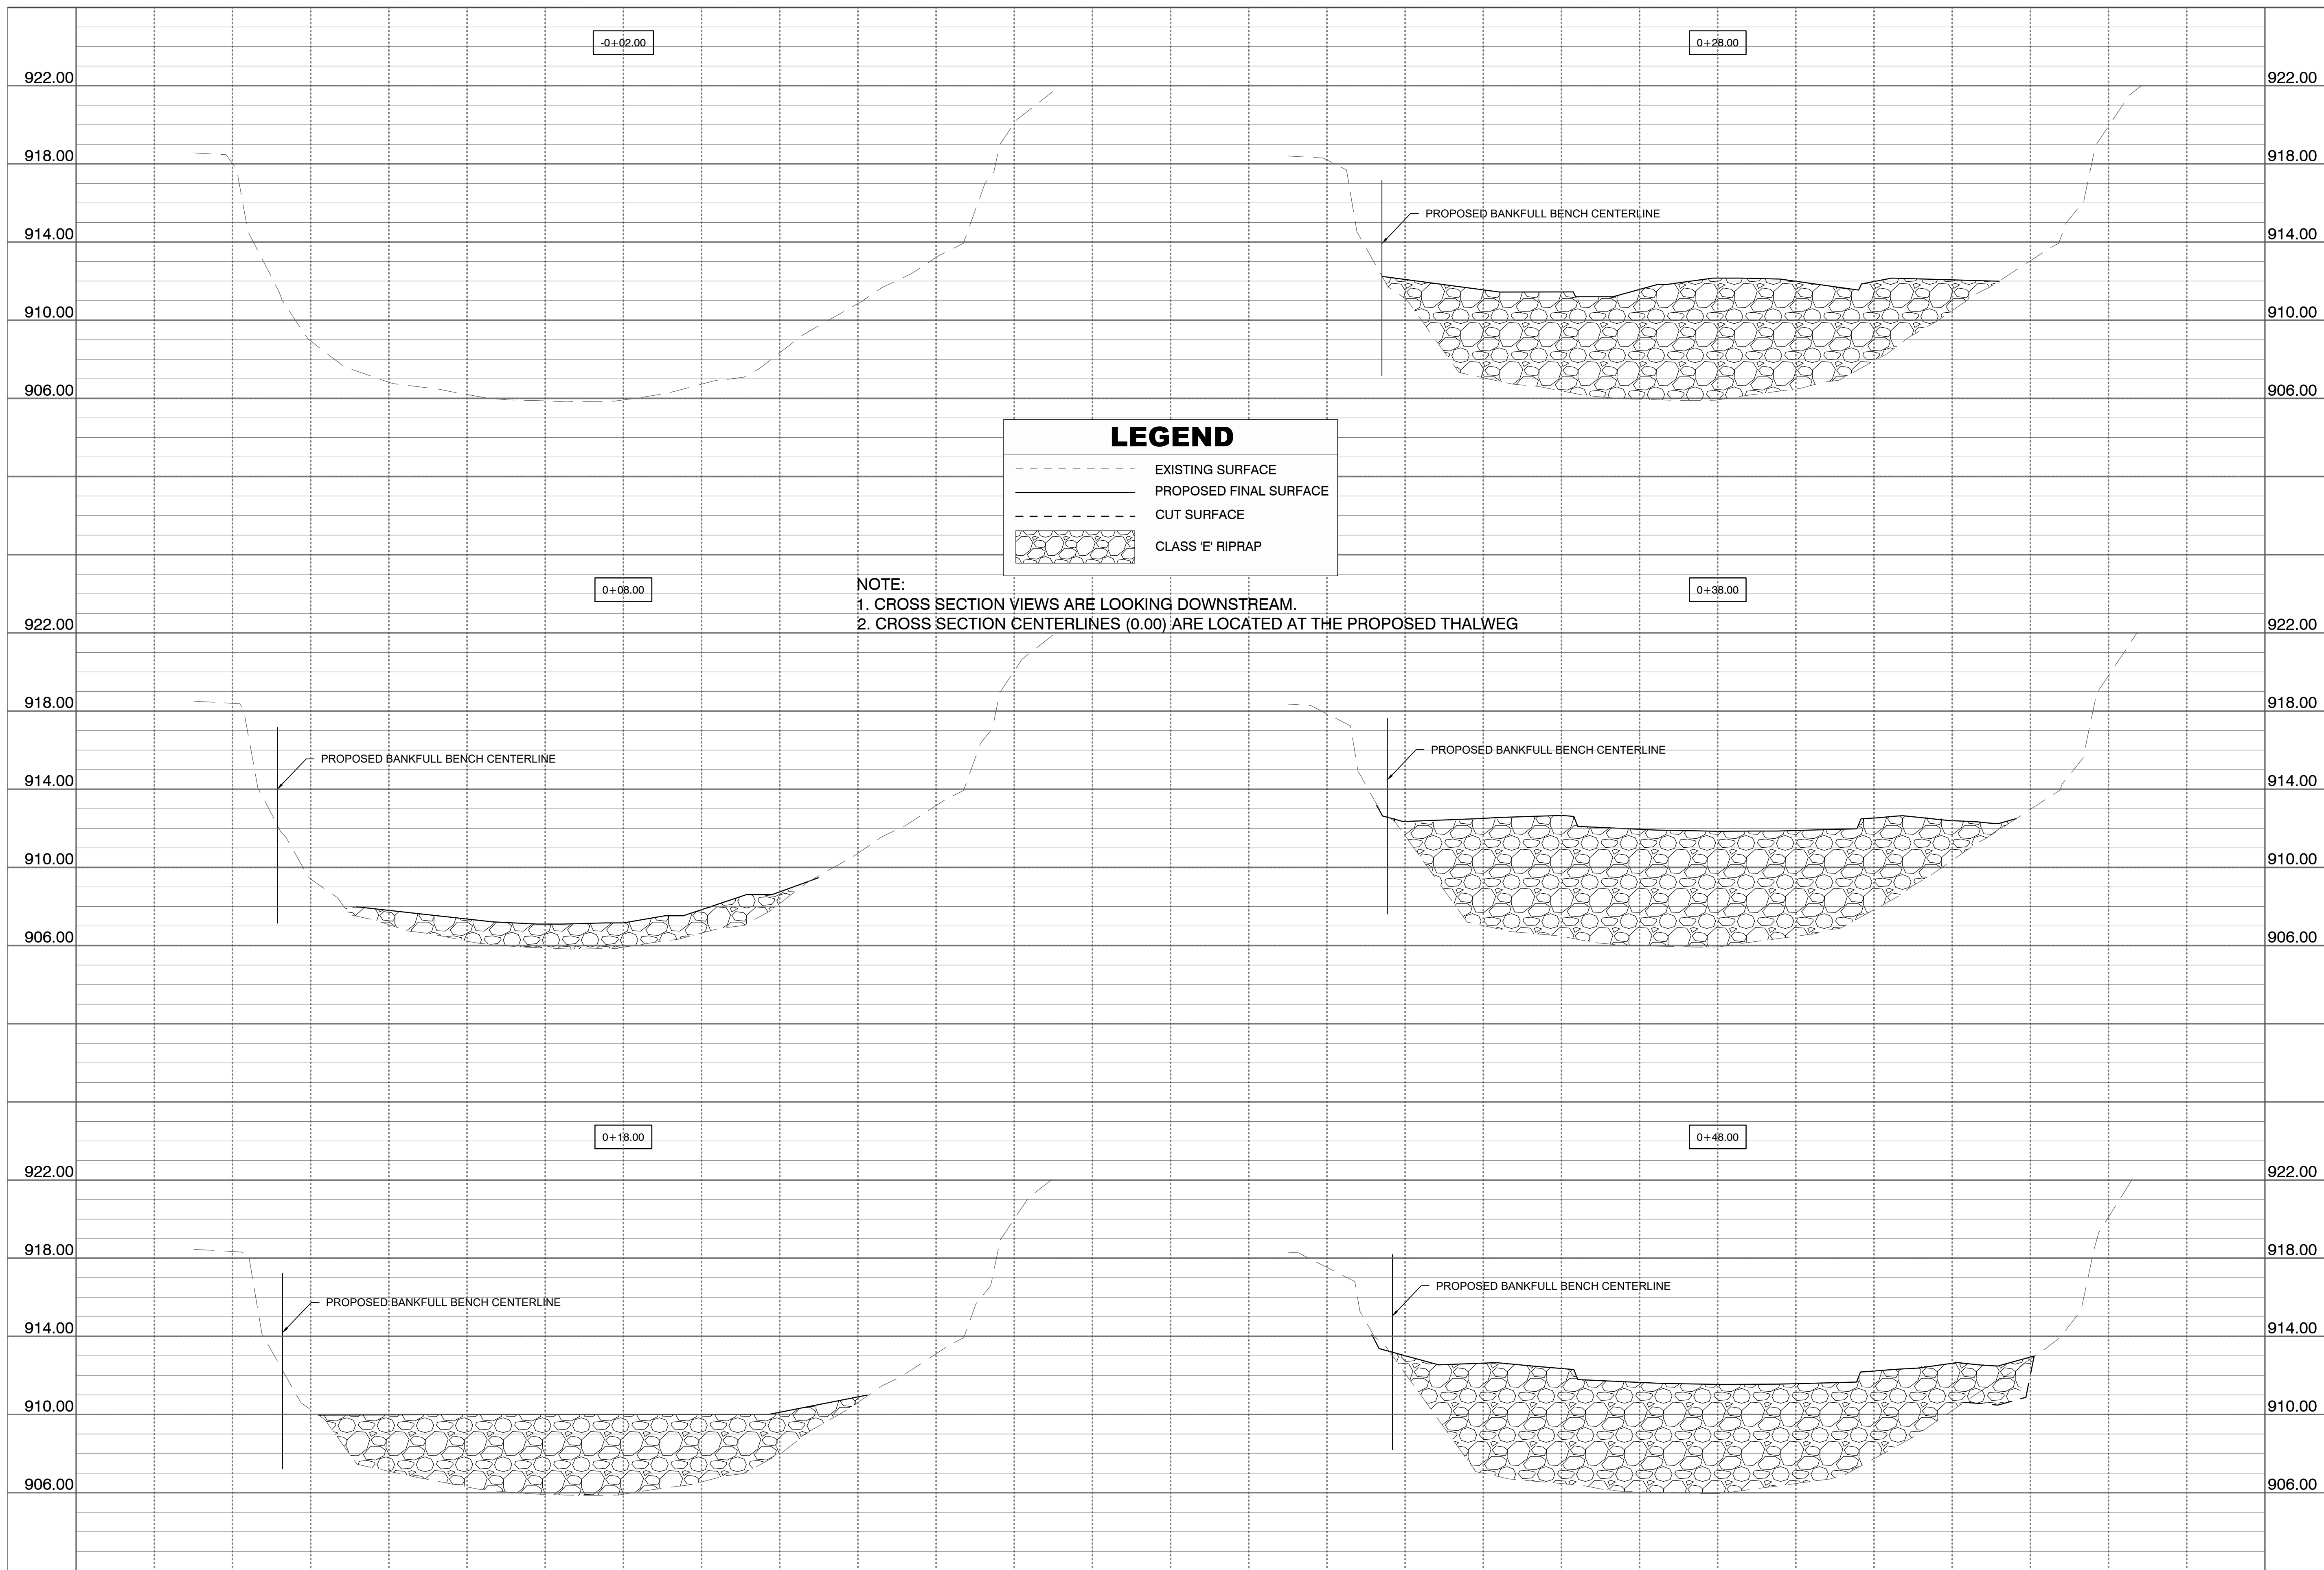 -0+02.00
0+28.00
922.00
922.00
918.00
918.00
PROPOSED BANKFULL BENCH CENTERLINE
914.00
914.00
910.00
910.00
906.00
906.00
LEGEND
EXISTING SURFACE
PROPOSED FINAL SURFACE
CUT SURFACE
CLASS 'E' RIPRAP
0+08.00
0+38.00
NOTE:
1. CROSS SECTION VIEWS ARE LOOKING DOWNSTREAM.
2. CROSS SECTION CENTERLINES (0.00) ARE LOCATED AT THE PROPOSED THALWEG
922.00
922.00
918.00
918.00
PROPOSED BANKFULL BENCH CENTERLINE
PROPOSED BANKFULL BENCH CENTERLINE
914.00
914.00
910.00
910.00
906.00
906.00
0+18.00
0+48.00
922.00
922.00
918.00
918.00
PROPOSED BANKFULL BENCH CENTERLINE
PROPOSED BANKFULL BENCH CENTERLINE
914.00
914.00
910.00
910.00
906.00
906.00